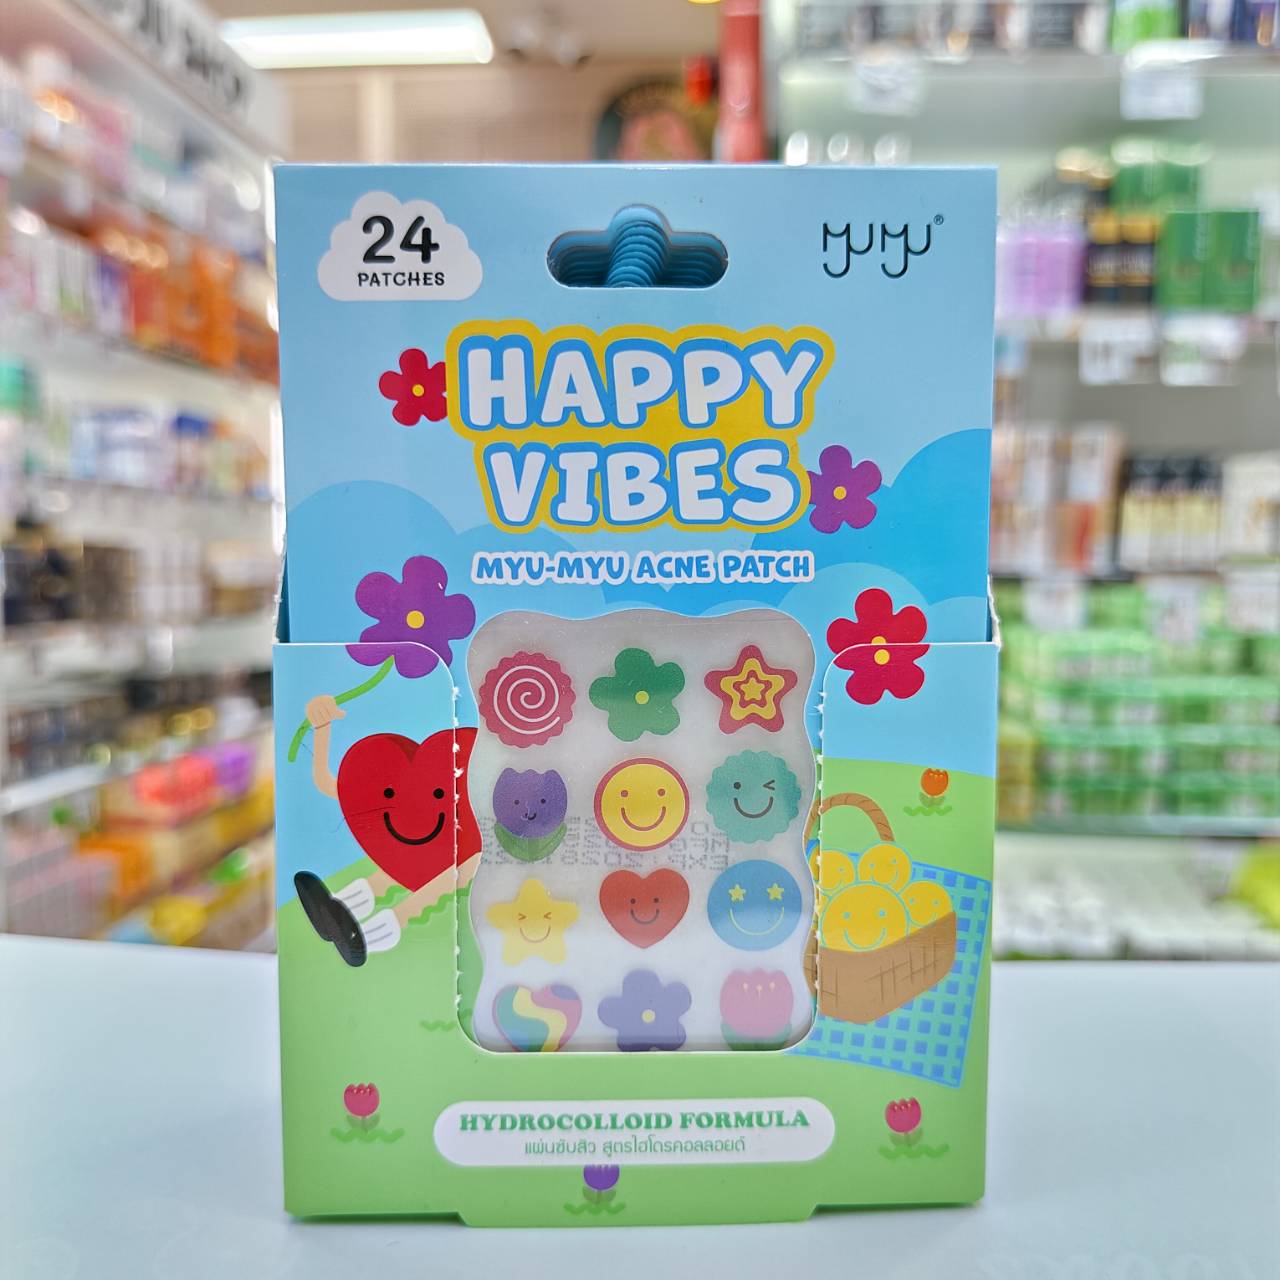 24
PATCHES
MYUMYU®
HAPPY
VIBES
MYU-MYU ACNE PATCH
HYDROCOLLOID FORMULA
แผ่นซับสิว สูตรไฮโดรคอลลอยด์